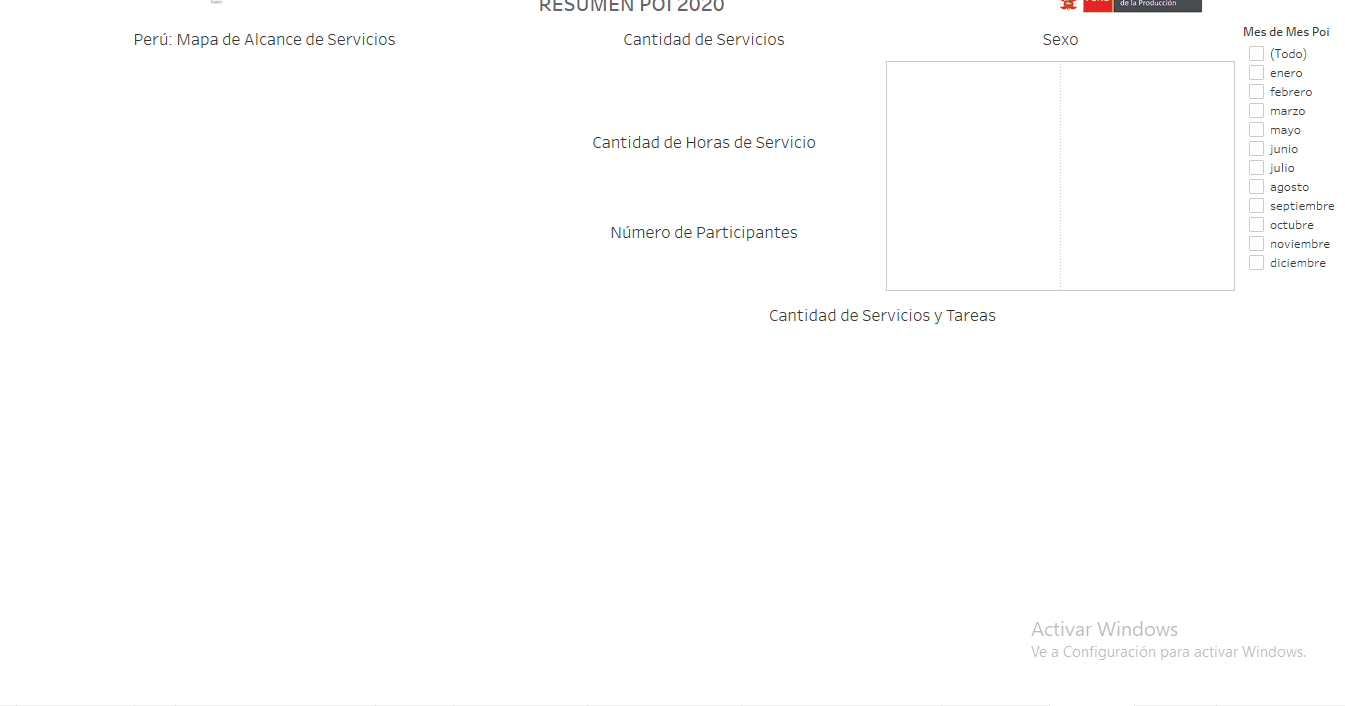 RESUMEN POI 2020
de la Producción
Perú: Mapa de Alcance de Servicios
Cantidad de Servicios
Sexo
Mes de Mes Poi
(Todo)
enero
febrero
marzo
mayo
junio
julio
agosto
septiembre
octubre
noviembre
diciembre
Cantidad de Horas de Servicio
Número de Participantes
Cantidad de Servicios y Tareas
Activar Windows
Ve a Configuración para activar Windows.